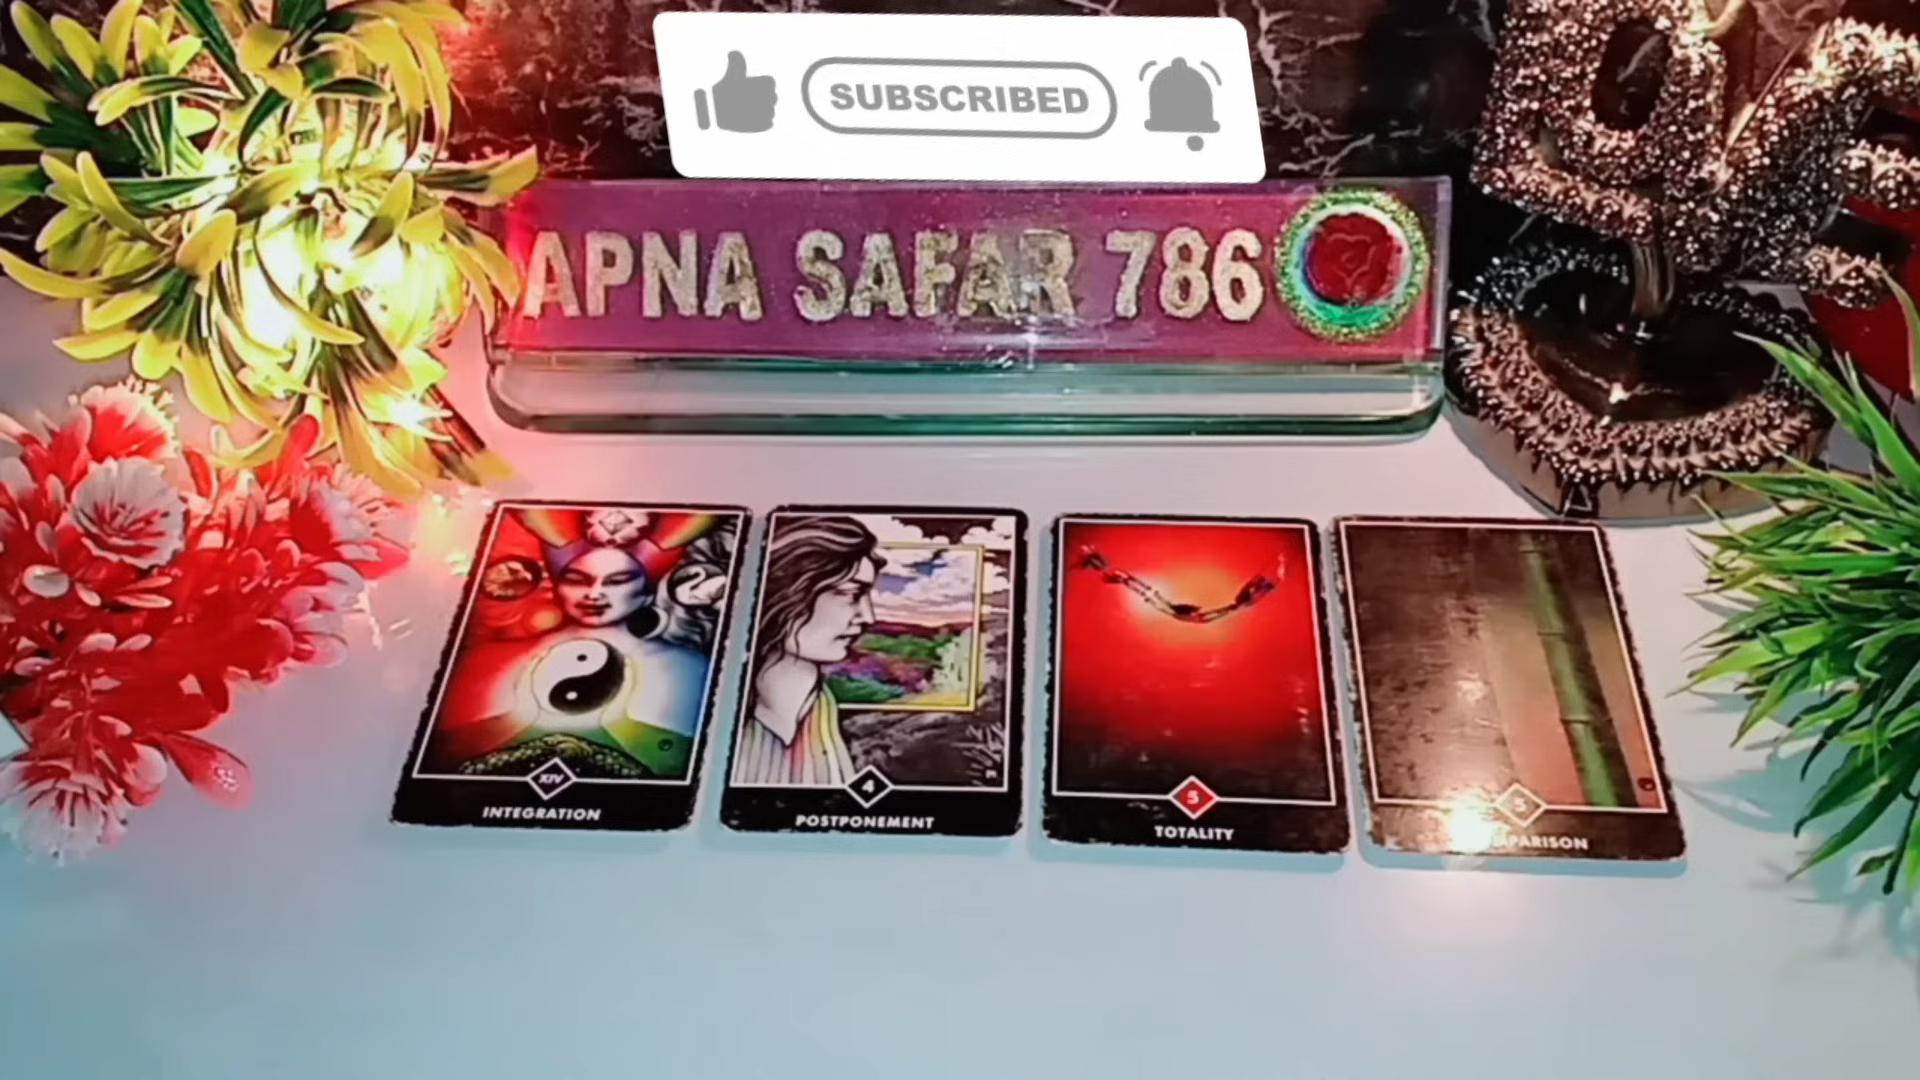 SUBSCRIBED
APNA SAFAR 786
XIV
INTEGRATION
4
POSTPONEMENT
5
TOTALITY
5